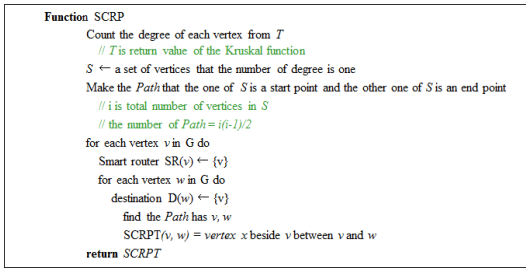 Function SCRP
Count the degree of each vertex from T
// T is return value of the Kruskal function
S ← a set of vertices that the number of degree is one
Make the Path that the one of S is a start point and the other one of S is an end point
// i is total number of vertices in S
// the number of Path = i(i-1)/2
for each vertex v in G do
Smart router SR(v) ← {v}
for each vertex w in G do
destination D(w) ← {v}
find the Path has v, w
SCRPT(v, w) = vertex x beside v between v and w
return SCRPT